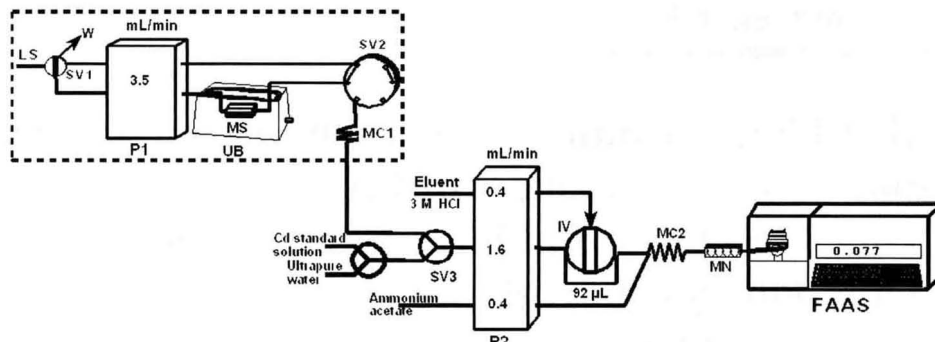 mL/min
W
SV2
LS
SV1
3.5
MS
MC1
P1
UB
mL/min
Eluent
0.4
3 M HCl
IV
MC2
Cd standard
solution
1.6
0.077
Ultrapure
water
SV3
MN
92 µL
Ammonium
acetate
0.4
FAAS
P2